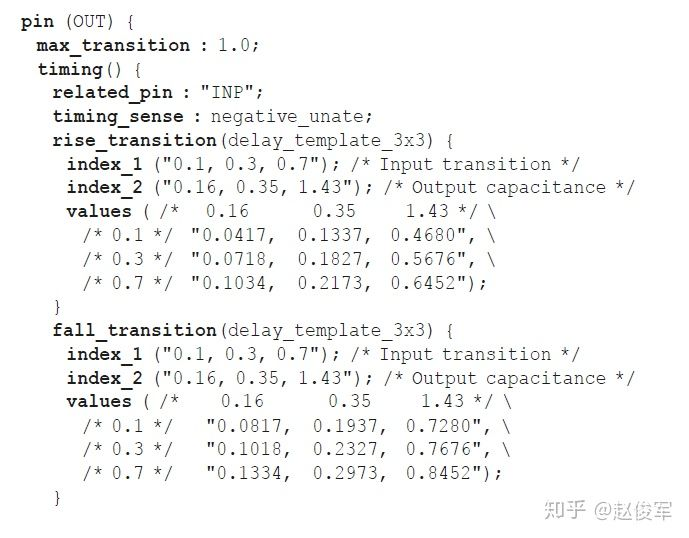 pin (OUT) {
max_transition : 1.0;
timing() {
related_pin : "INP";
timing_sense : negative_unate;
rise_transition(delay_template_3x3) {
index_1 ("0.1, 0.3, 0.7"); /* Input transition */
index_2 ("0.16, 0.35, 1.43"); /* Output capacitance */
values ( /* 0.16 0.35 1.43 */ \
/* 0.1 */ "0.0417, 0.1337, 0.4680", \
/* 0.3 */ "0.0718, 0.1827, 0.5676", \
/* 0.7 */ "0.1034, 0.2173, 0.6452");
}
fall_transition(delay_template_3x3) {
index_1 ("0.1, 0.3, 0.7"); /* Input transition */
index_2 ("0.16, 0.35, 1.43"); /* Output capacitance */
values ( /* 0.16 0.35 1.43 */ \
/* 0.1 */ "0.0817, 0.1937, 0.7280", \
/* 0.3 */ "0.1018, 0.2327, 0.7676", \
/* 0.7 */ "0.1334, 0.2973, 0.8452");
}
知乎 @赵俊军